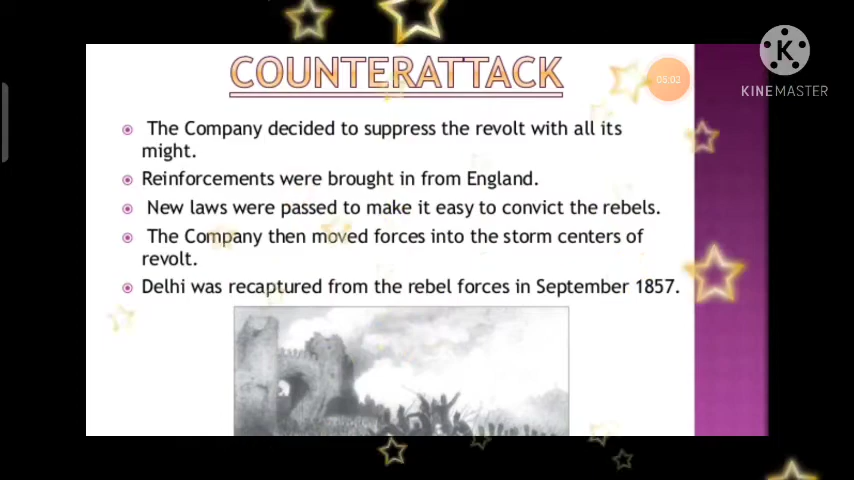 COUNTERATTACK
05:03
KINEMASTER
The Company decided to suppress the revolt with all its
might.
Reinforcements were brought in from England.
New laws were passed to make it easy to convict the rebels.
The Company then moved forces into the storm centers of
revolt.
Delhi was recaptured from the rebel forces in September 1857.